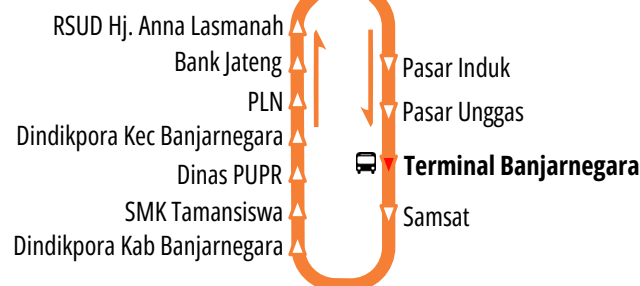 RSUD Hj. Anna Lasmanah
Bank Jateng
PLN
Dindikpora Kec Banjarnegara
Dinas PUPR
SMK Tamansiswa
Dindikpora Kab Banjarnegara
Pasar Induk
Pasar Unggas
Terminal Banjarnegara
Samsat